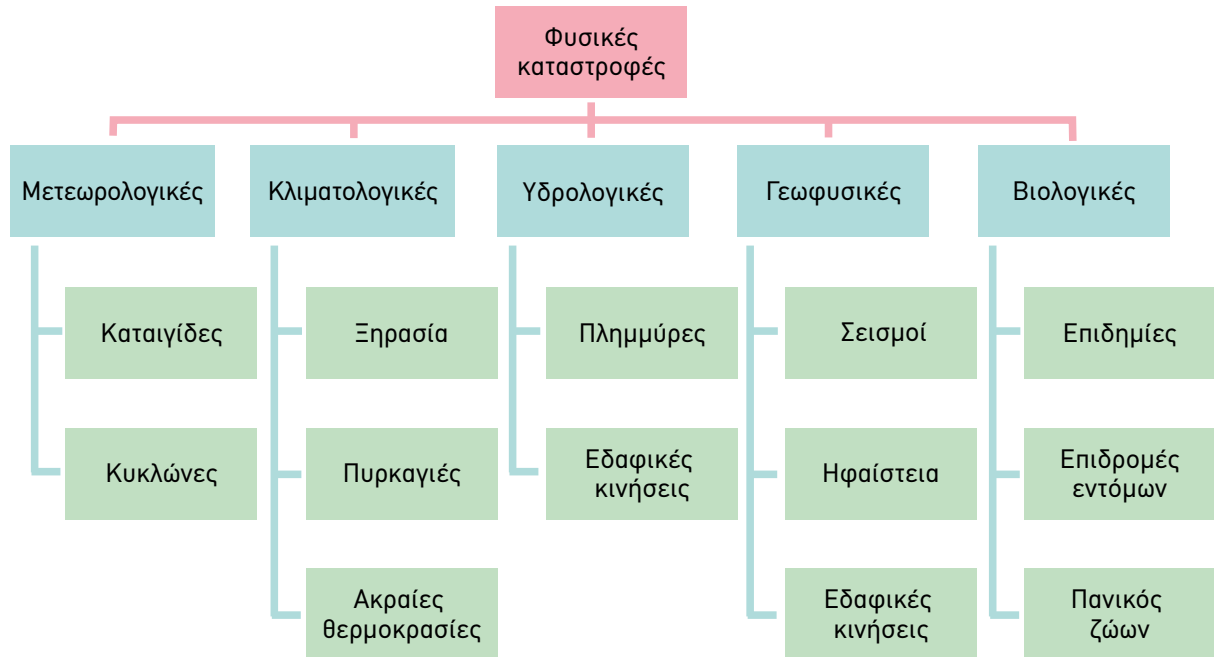 Φυσικές
καταστροφές
Μετεωρολογικές
Κλιματολογικές
Υδρολογικές
Γεωφυσικές
Βιολογικές
Καταιγίδες
Ξηρασία
Πλημμύρες
Σεισμοί
Επιδημίες
Κυκλώνες
Πυρκαγιές
Εδαφικές
κινήσεις
Ηφαίστεια
Επιδρομές
εντόμων
Ακραίες
θερμοκρασίες
Εδαφικές
κινήσεις
Πανικός
ζώων